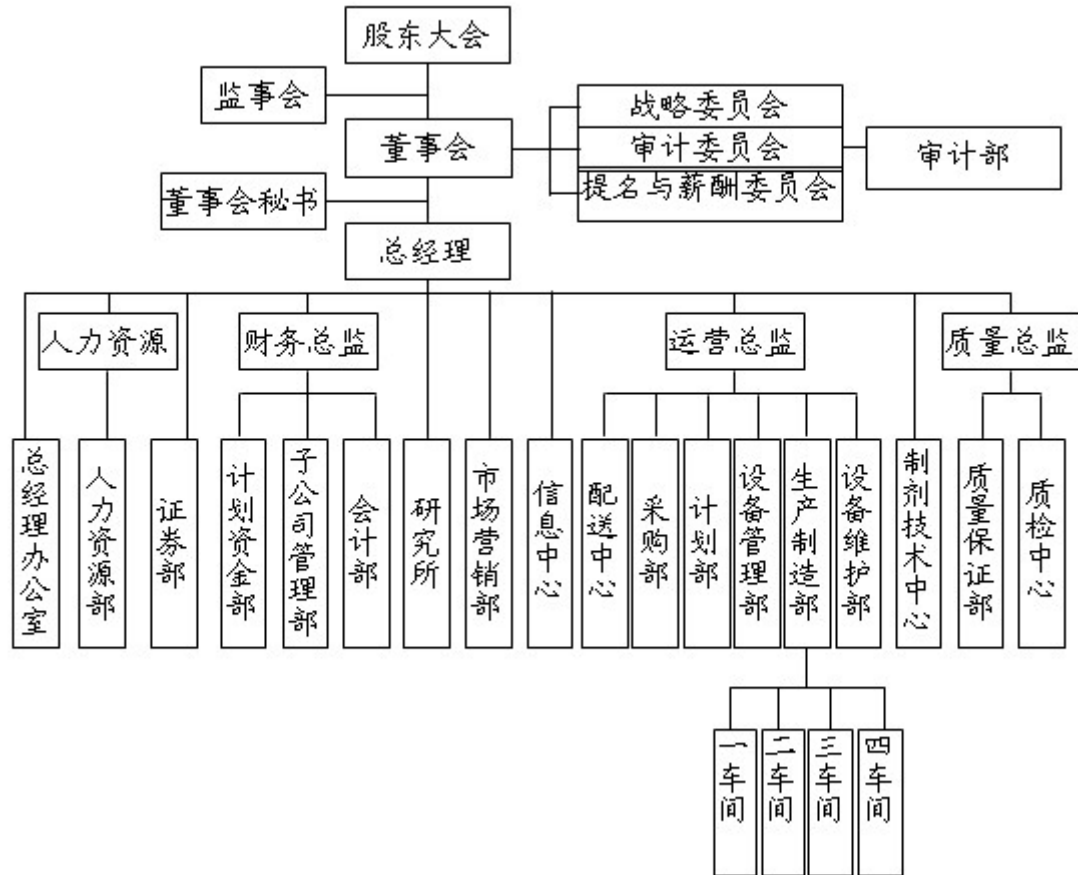 股东大会
监事会
战略委员会
董事会
审计委员会
审计部
提名与薪酬委员会
董事会秘书
总经理
人力资源
财务总监
运营总监
质量总监
总经理办公室
人力资源部
证券部
计划资金部
子公司管理部
会计部
研究所
市场营销部
信息中心
配送中心
采购部
计划部
设备管理部
生产制造部
设备维护部
制剂技术中心
质量保证部
质检中心
一车间
二车间
三车间
四车间